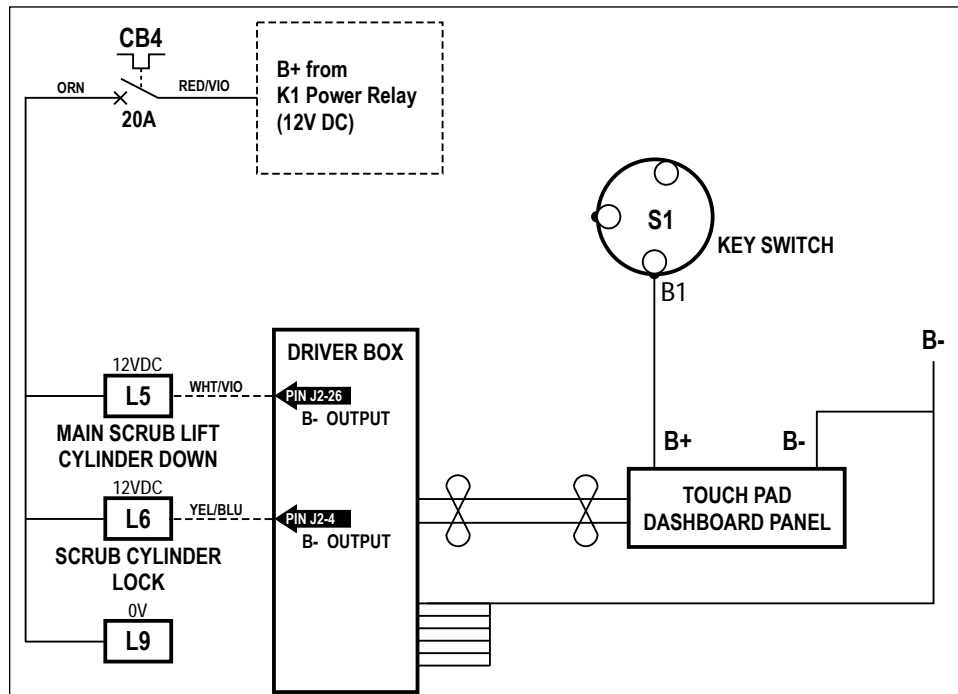 CB4
ORN
RED/VIO
20A
B+ from
K1 Power Relay
(12V DC)
S1
KEY SWITCH
B1
B-
DRIVER BOX
12VDC
L5
WHT/VIO
PIN J2-26
B- OUTPUT
MAIN SCRUB LIFT
CYLINDER DOWN
B+
B-
TOUCH PAD
DASHBOARD PANEL
12VDC
L6
YEL/BLU
PIN J2-4
B- OUTPUT
SCRUB CYLINDER
LOCK
0V
L9